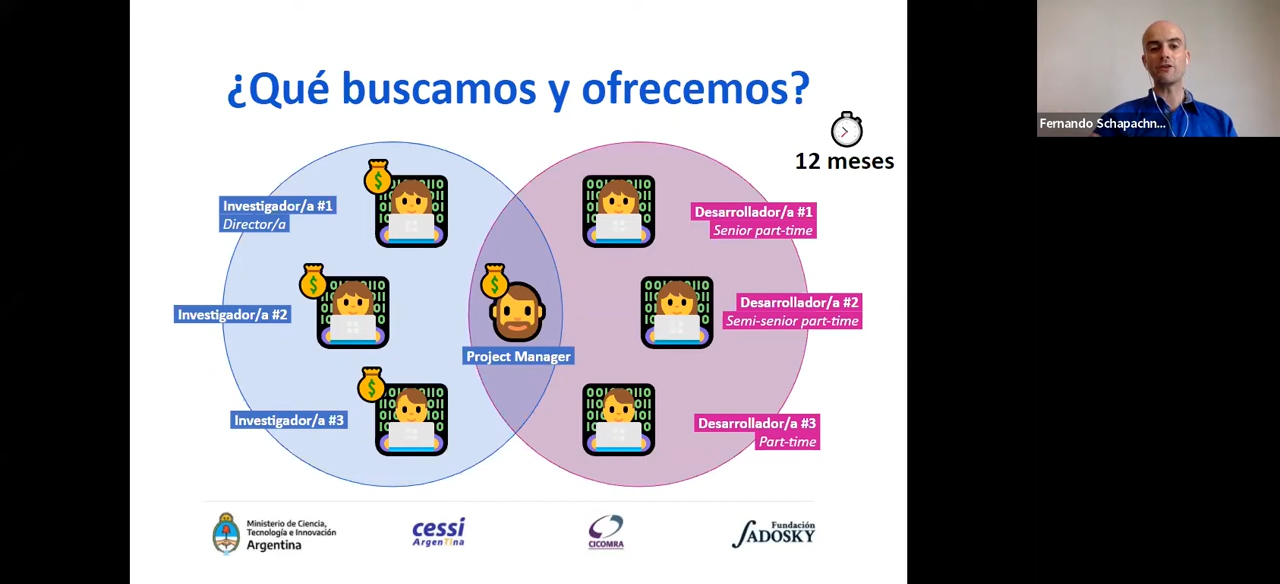 ¿Qué buscamos y ofrecemos?
Fernando Schapachn...
12 meses
Investigador/a #1
Director/a
Desarrollador/a #1
Senior part-time
Investigador/a #2
Desarrollador/a #2
Semi-senior part-time
Project Manager
Investigador/a #3
Desarrollador/a #3
Part-time
Ministerio de Ciencia,
Tecnología e Innovación
Argentina
cessi
Argentina
CICOMRA
Fundación
SADOSKY